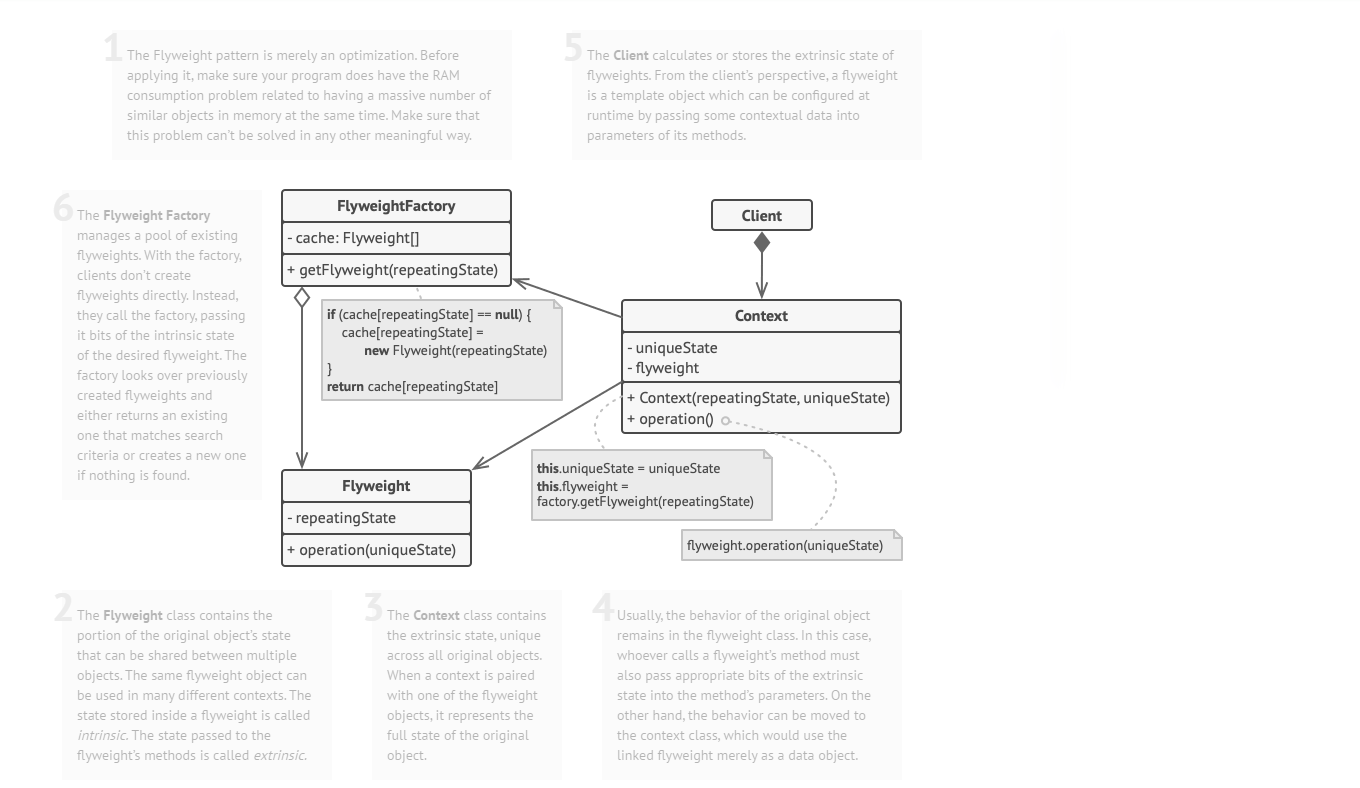 1
The Flyweight pattern is merely an optimization. Before
applying it, make sure your program does have the RAM
consumption problem related to having a massive number of
similar objects in memory at the same time. Make sure that
this problem can't be solved in any other meaningful way.
5
The Client calculates or stores the extrinsic state of
flyweights. From the client's perspective, a flyweight
is a template object which can be configured at
runtime by passing some contextual data into
parameters of its methods.
6
The Flyweight Factory
manages a pool of existing
flyweights. With the factory,
clients don't create
flyweights directly. Instead,
they call the factory, passing
it bits of the intrinsic state
of the desired flyweight. The
factory looks over previously
created flyweights and
either returns an existing
one that matches search
criteria or creates a new one
if nothing is found.
FlyweightFactory
- cache: Flyweight[]
+ getFlyweight(repeatingState)
if (cache[repeatingState] == null) {
cache[repeatingState] =
new Flyweight(repeatingState)
}
return cache[repeatingState]
Client
Context
- uniqueState
- flyweight
+ Context(repeatingState, uniqueState)
+ operation()
this.uniqueState = uniqueState
this.flyweight =
factory.getFlyweight(repeatingState)
flyweight.operation(uniqueState)
Flyweight
- repeatingState
+ operation(uniqueState)
2
The Flyweight class contains the
portion of the original object's state
that can be shared between multiple
objects. The same flyweight object can
be used in many different contexts. The
state stored inside a flyweight is called
intrinsic. The state passed to the
flyweight's methods is called extrinsic.
3
The Context class contains
the extrinsic state, unique
across all original objects.
When a context is paired
with one of the flyweight
objects, it represents the
full state of the original
object.
4
Usually, the behavior of the original object
remains in the flyweight class. In this case,
whoever calls a flyweight's method must
also pass appropriate bits of the extrinsic
state into the method's parameters. On the
other hand, the behavior can be moved to
the context class, which would use the
linked flyweight merely as a data object.